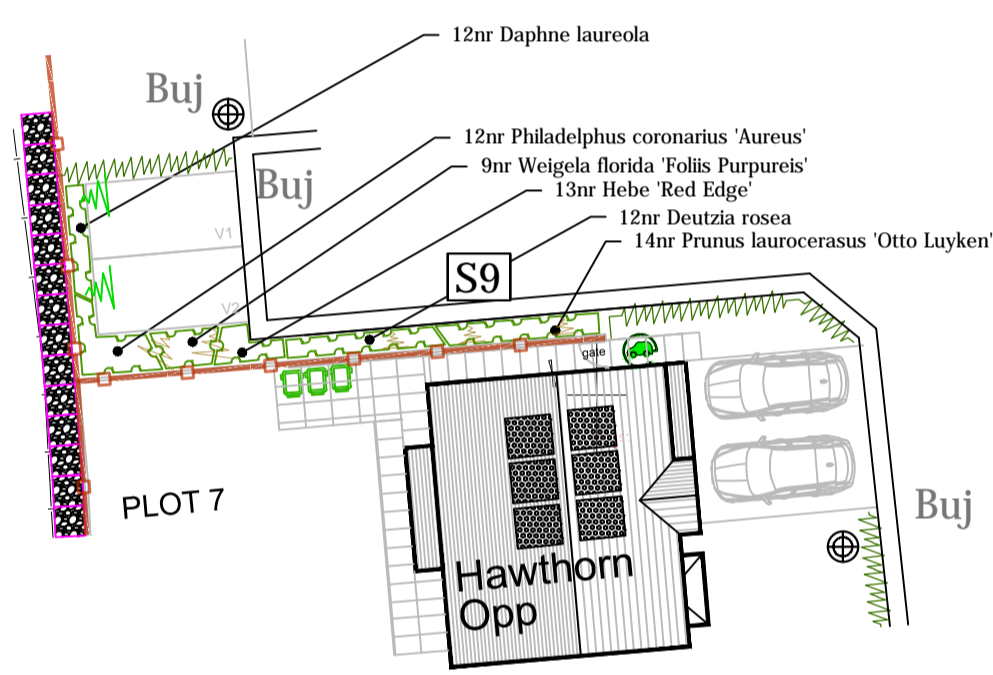 12nr Daphne laureola
Buj
12nr Philadelphus coronarius 'Aureus'
9nr Weigela florida 'Foliis Purpureis'
Buj
13nr Hebe 'Red Edge'
12nr Deutzia rosea
V1
14nr Prunus laurocerasus 'Otto Luyken'
S9
V2
gate
PLOT 7
Buj
Hawthorn
Opp